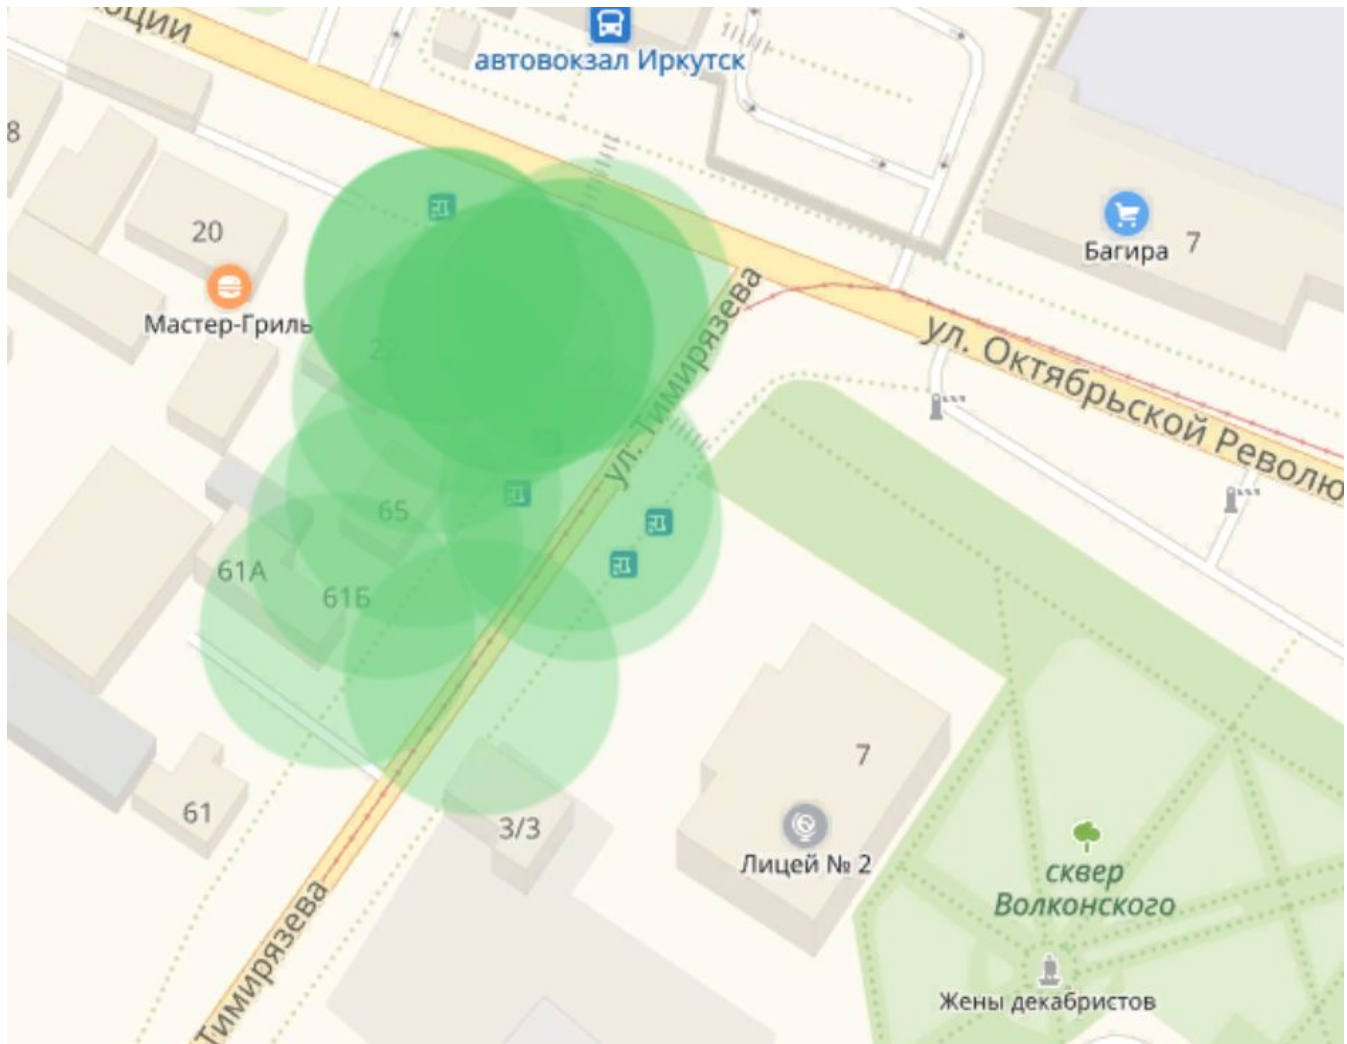 автовокзал Иркутск
8
20
Багира
7
Мастер-Гриль
22
ул. Октябрьской Револю
ул. Тимирязева
65
61А
61Б
7
61
3/3
Лицей № 2
сквер
Волконского
Тимирязева
Жены декабристов